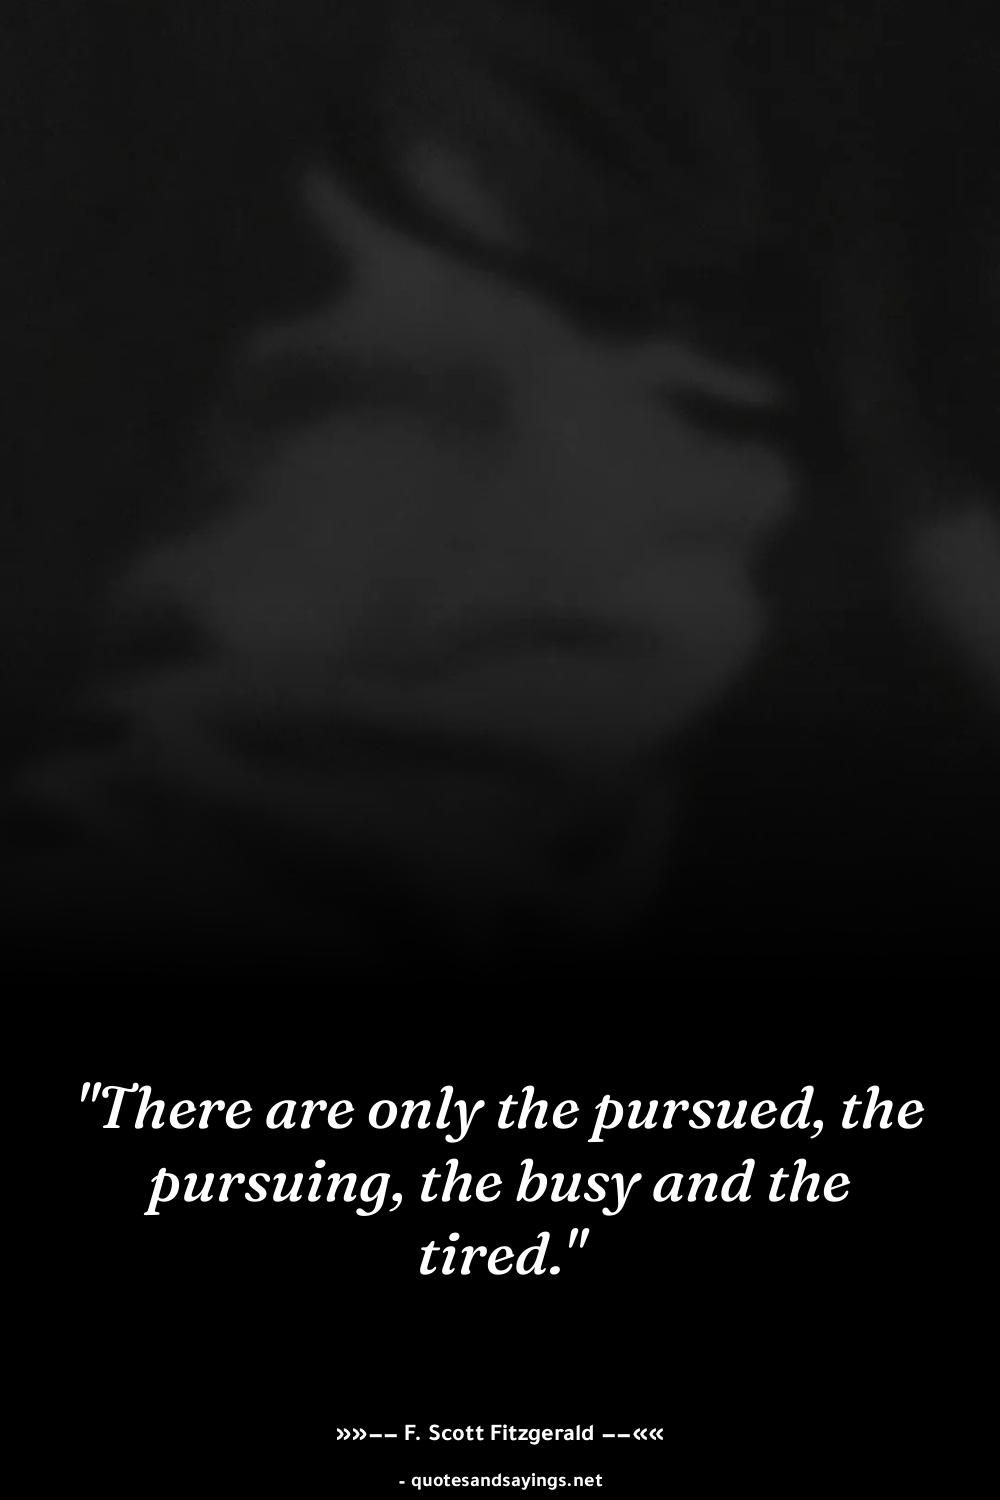 "There are only the pursued, the
pursuing, the busy and the
tired."
»»−− F. Scott Fitzgerald −−««
- quotesandsayings.net